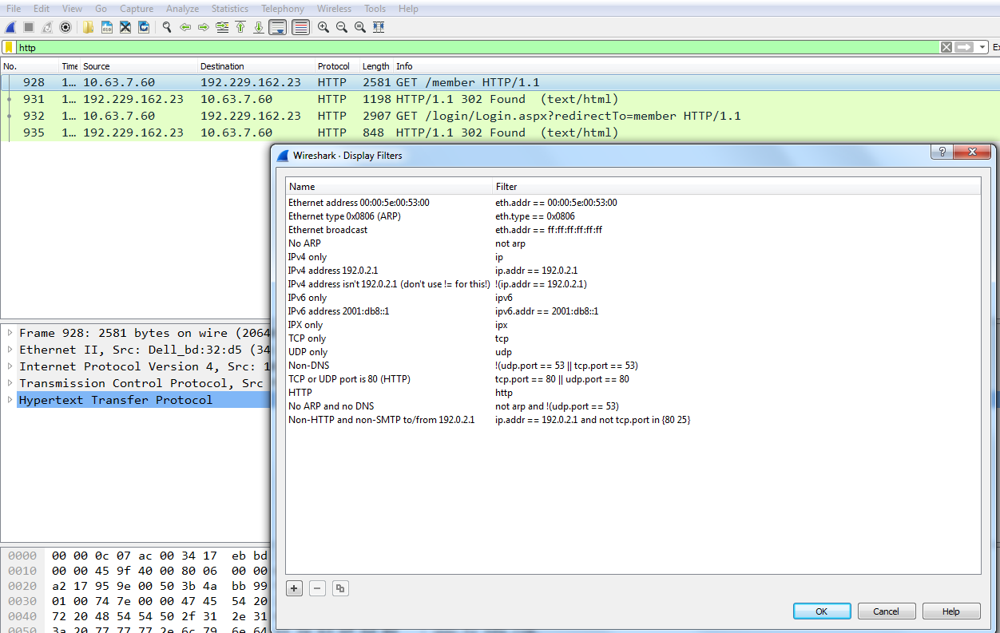 File Edit View Go Capture Analyze Statistics Telephony Wireless Tools Help
http
No. Time Source Destination Protocol Length Info
928 1… 10.63.7.60 192.229.162.23 HTTP 2581 GET /member HTTP/1.1
931 1… 192.229.162.23 10.63.7.60 HTTP 1198 HTTP/1.1 302 Found (text/html)
932 1… 10.63.7.60 192.229.162.23 HTTP 2907 GET /login/Login.aspx?redirectTo=member HTTP/1.1
935 1… 192.229.162.23 10.63.7.60 HTTP 848 HTTP/1.1 302 Found (text/html)
Wireshark · Display Filters
Name Filter
Ethernet address 00:00:5e:00:53:00 eth.addr == 00:00:5e:00:53:00
Ethernet type 0x0806 (ARP) eth.type == 0x0806
Ethernet broadcast eth.addr == ff:ff:ff:ff:ff:ff
No ARP not arp
IPv4 only ip
IPv4 address 192.0.2.1 ip.addr == 192.0.2.1
IPv4 address isn't 192.0.2.1 (don't use != for this!) !(ip.addr == 192.0.2.1)
IPv6 only ipv6
IPv6 address 2001:db8::1 ipv6.addr == 2001:db8::1
IPX only ipx
TCP only tcp
UDP only udp
Non-DNS !(udp.port == 53 || tcp.port == 53)
TCP or UDP port is 80 (HTTP) tcp.port == 80 || udp.port == 80
HTTP http
No ARP and no DNS not arp and !(udp.port == 53)
Non-HTTP and non-SMTP to/from 192.0.2.1 ip.addr == 192.0.2.1 and not tcp.port in {80 25}
OK Cancel Help
Frame 928: 2581 bytes on wire (2064
Ethernet II, Src: Dell_bd:32:d5 (34
Internet Protocol Version 4, Src: 1
Transmission Control Protocol, Src
Hypertext Transfer Protocol
0000 00 00 0c 07 ac 00 34 17 eb bd
0010 00 00 45 9f 40 00 80 06 00 00
0020 a2 17 95 9e 00 50 3b 4a bb 99
0030 01 00 74 7e 00 00 47 45 54 20
0040 72 20 48 54 54 50 2f 31 2e 31
0050 3a 20 77 77 77 2e 6c 79 6e 64